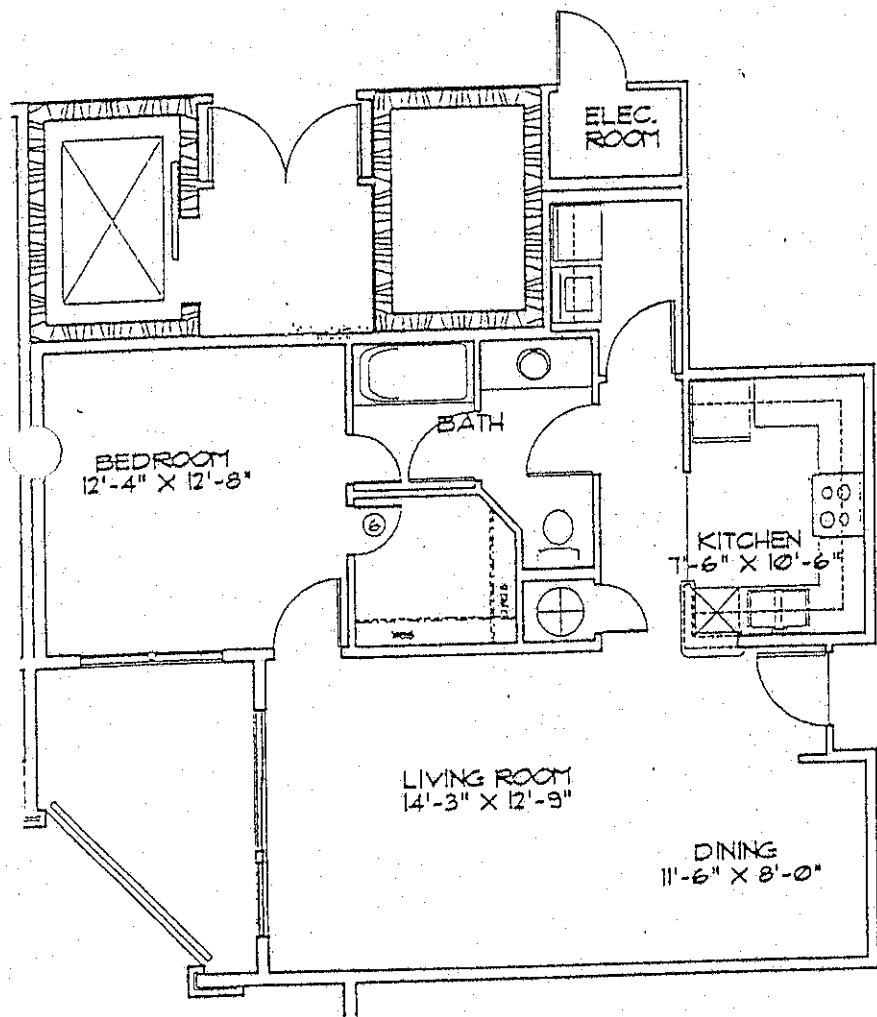 ELEC.
ROOM
BATH
BEDROOM
12'-4" X 12'-8"
6
KITCHEN
7'-6" X 10'-6"
LIVING ROOM
14'-3" X 12'-9"
DINING
11'-6" X 8'-0"